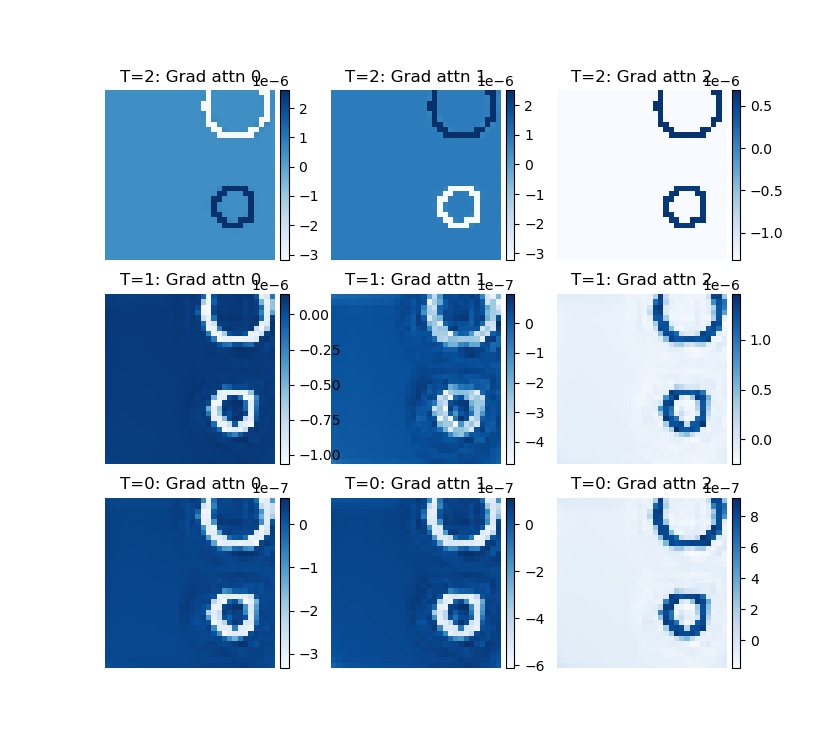 T=2: Grad attn 0
1e−6
2
1
0
−1
−2
−3
T=2: Grad attn 1
1e−6
2
1
0
−1
−2
−3
T=2: Grad attn 2
1e−6
0.5
0.0
−0.5
−1.0
T=1: Grad attn 0
1e−6
0.00
−0.25
−0.50
−0.75
−1.00
T=1: Grad attn 1
1e−7
0
−1
−2
−3
−4
T=1: Grad attn 2
1e−6
1.0
0.5
0.0
T=0: Grad attn 0
1e−7
0
−1
−2
−3
T=0: Grad attn 1
1e−7
0
−2
−4
−6
T=0: Grad attn 2
1e−7
8
6
4
2
0